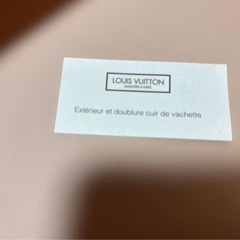 LOUIS VUITTON
MALLETIER A PARIS
Extérieur et doublure cuir de vachette